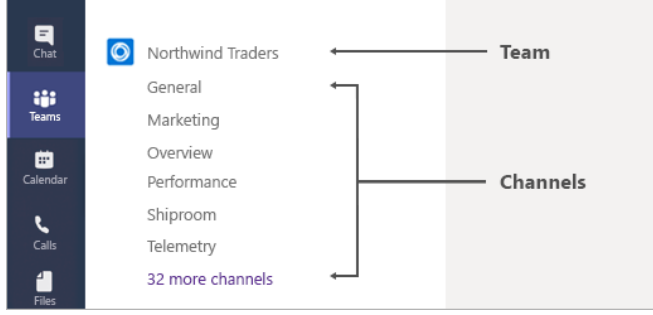 Chat
Teams
Calendar
Calls
Files
Northwind Traders
General
Marketing
Overview
Performance
Shiproom
Telemetry
32 more channels
Team
Channels